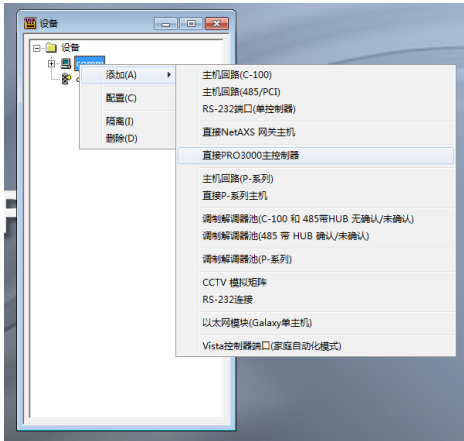 设备
设备
comm
添加(A)
配置(C)
隔离(I)
删除(D)
主机回路(C-100)
主机回路(485/PCI)
RS-232端口(单控制器)
直接NetAXS 网关主机
直接PRO3000主控制器
主机回路(P-系列)
直接P-系列主机
调制解调器池(C-100 和 485带HUB 无确认/未确认)
调制解调器池(485 带 HUB 确认/未确认)
调制解调器池(P-系列)
CCTV 模拟矩阵
RS-232连接
以太网模块(Galaxy单主机)
Vista控制器端口(家庭自动化模式)